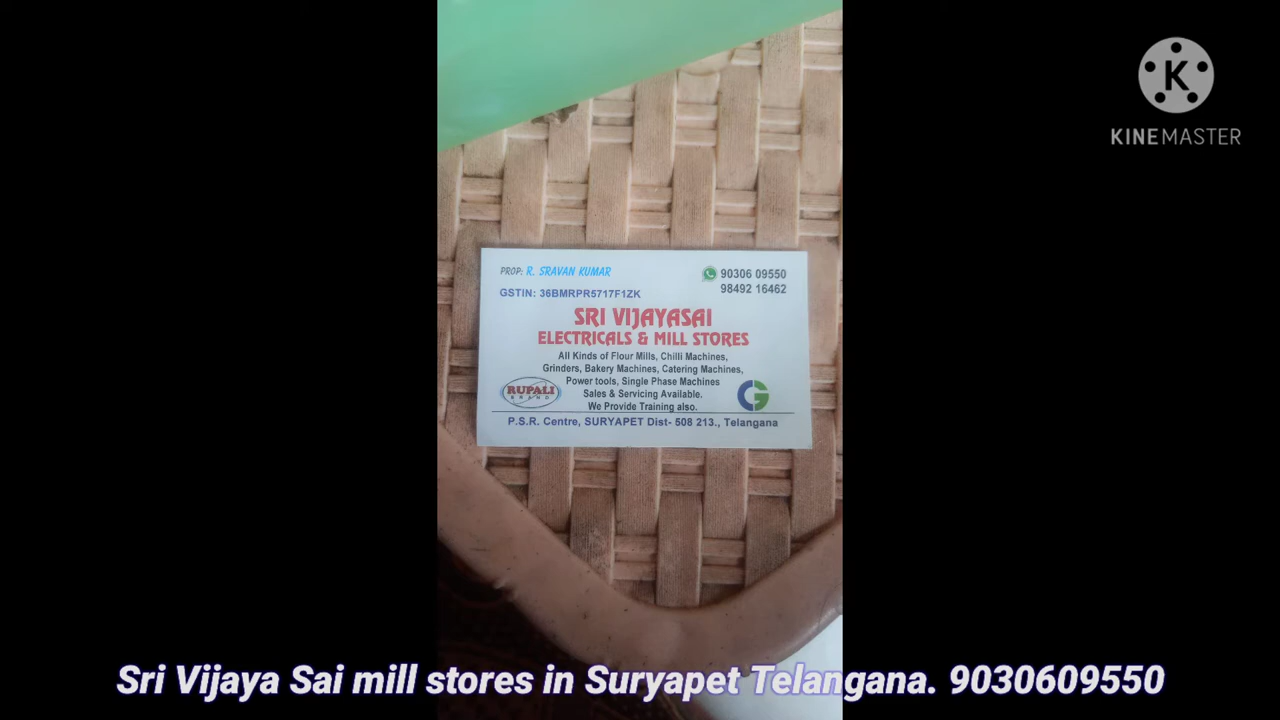 K
KINEMASTER
PROP: R. SRAVAN KUMAR
90306 09550
GSTIN: 36BMRPR5717F1ZK
98492 16462
SRI VIJAYASAI
ELECTRICALS & MILL STORES
All Kinds of Flour Mills, Chilli Machines,
Grinders, Bakery Machines, Catering Machines,
Power tools, Single Phase Machines
RUPALI
BRAND
Sales & Servicing Available.
We Provide Training also.
G
P.S.R. Centre, SURYAPET Dist- 508 213., Telangana
Sri Vijaya Sai mill stores in Suryapet Telangana. 9030609550